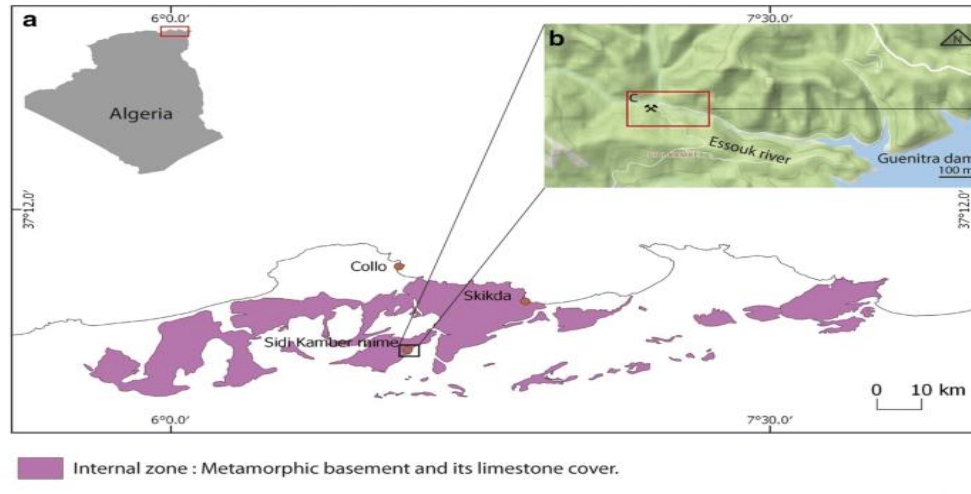 a
6°0.0'
7°30.0'
b
N
C
Algeria
Essouk river
Guenitra dam
100 m
37°12.0'
37°12.0'
Collo
Skikda
Sidi Kamber mime
0 10 km
6°0.0'
7°30.0'
Internal zone : Metamorphic basement and its limestone cover.